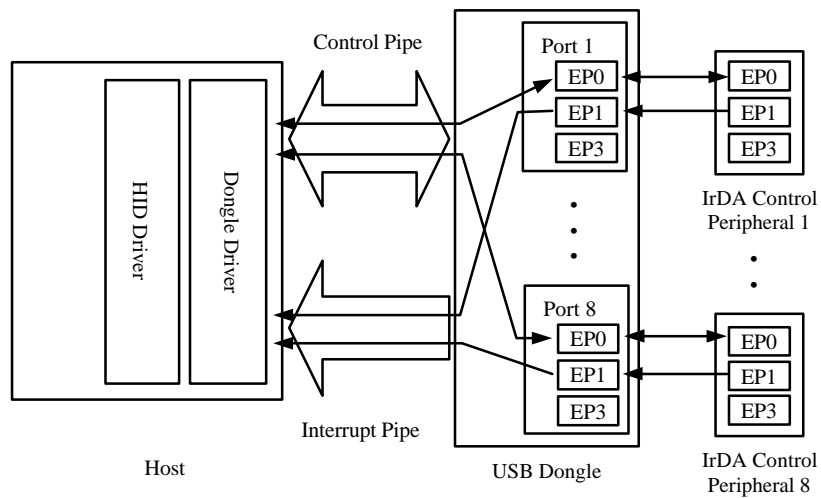 Control Pipe
Port 1
EP0
EP1
EP3
EP0
EP1
EP3
HID Driver
Dongle Driver
IrDA Control
Peripheral 1
Port 8
EP0
EP1
EP3
EP0
EP1
EP3
Interrupt Pipe
Host
USB Dongle
IrDA Control
Peripheral 8